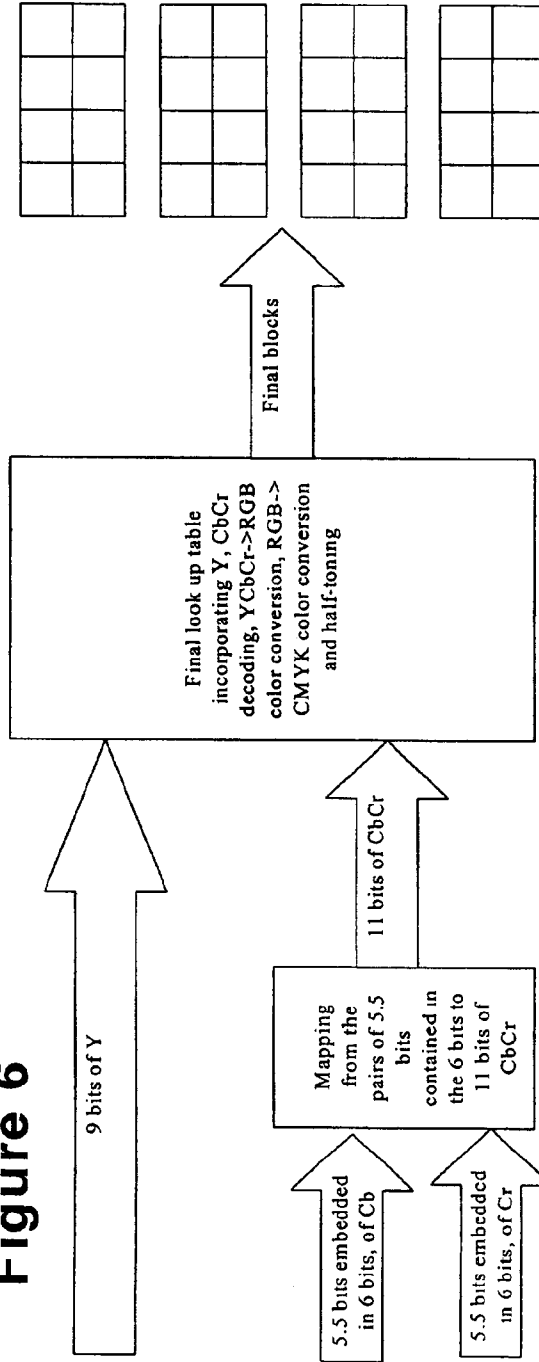 Figure 6
9 bits of Y
5.5 bits embedded
in 6 bits, of Cb
5.5 bits embedded
in 6 bits, of Cr
Mapping
from the
pairs of 5.5
bits
contained in
the 6 bits to
11 bits of
CbCr
11 bits of CbCr
Final look up table
incorporating Y, CbCr
decoding, YCbCr->RGB
color conversion, RGB->
CMYK color conversion
and half-toning
Final blocks